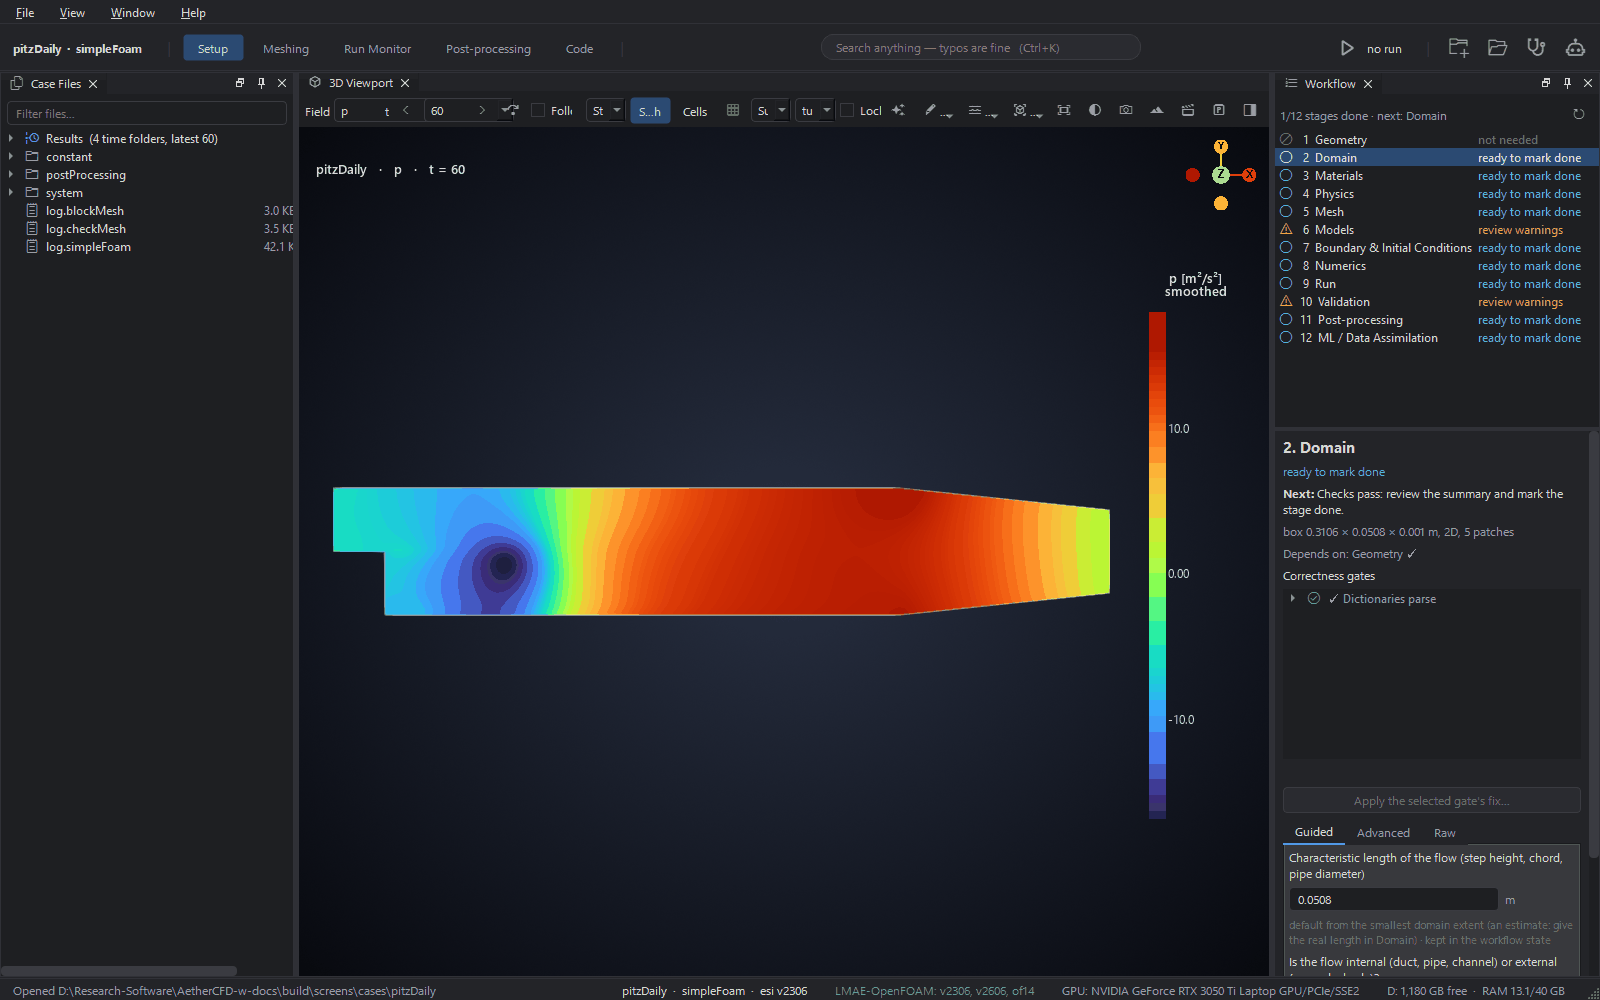 File View Window Help
pitzDaily · simpleFoam Setup Meshing Run Monitor Post-processing Code Search anything — typos are fine (Ctrl+K) no run
Case Files
Filter files...
Results (4 time folders, latest 60)
constant
postProcessing
system
log.blockMesh 3.0 KE
log.checkMesh 3.5 KE
log.simpleFoam 42.1 K
3D Viewport
Field p t 60 Folle St S...h Cells Su tu Locl
pitzDaily · p · t = 60
Y
Z X
p [m²/s²]
smoothed
10.0
0.00
-10.0
Workflow
1/12 stages done · next: Domain
1 Geometry not needed
2 Domain ready to mark done
3 Materials ready to mark done
4 Physics ready to mark done
5 Mesh ready to mark done
6 Models review warnings
7 Boundary & Initial Conditions ready to mark done
8 Numerics ready to mark done
9 Run ready to mark done
10 Validation review warnings
11 Post-processing ready to mark done
12 ML / Data Assimilation ready to mark done
2. Domain
ready to mark done
Next: Checks pass: review the summary and mark the
stage done.
box 0.3106 × 0.0508 × 0.001 m, 2D, 5 patches
Depends on: Geometry ✓
Correctness gates
✓ Dictionaries parse
Apply the selected gate's fix...
Guided Advanced Raw
Characteristic length of the flow (step height, chord,
pipe diameter)
0.0508 m
default from the smallest domain extent (an estimate: give
the real length in Domain) · kept in the workflow state
Is the flow internal (duct, pipe, channel) or external
Opened D:\Research-Software\AetherCFD-w-docs\build\screens\cases\pitzDaily pitzDaily · simpleFoam · esi v2306 LMAE-OpenFOAM: v2306, v2606, of14 GPU: NVIDIA GeForce RTX 3050 Ti Laptop GPU/PCIe/SSE2 D: 1,180 GB free · RAM 13.1/40 GB